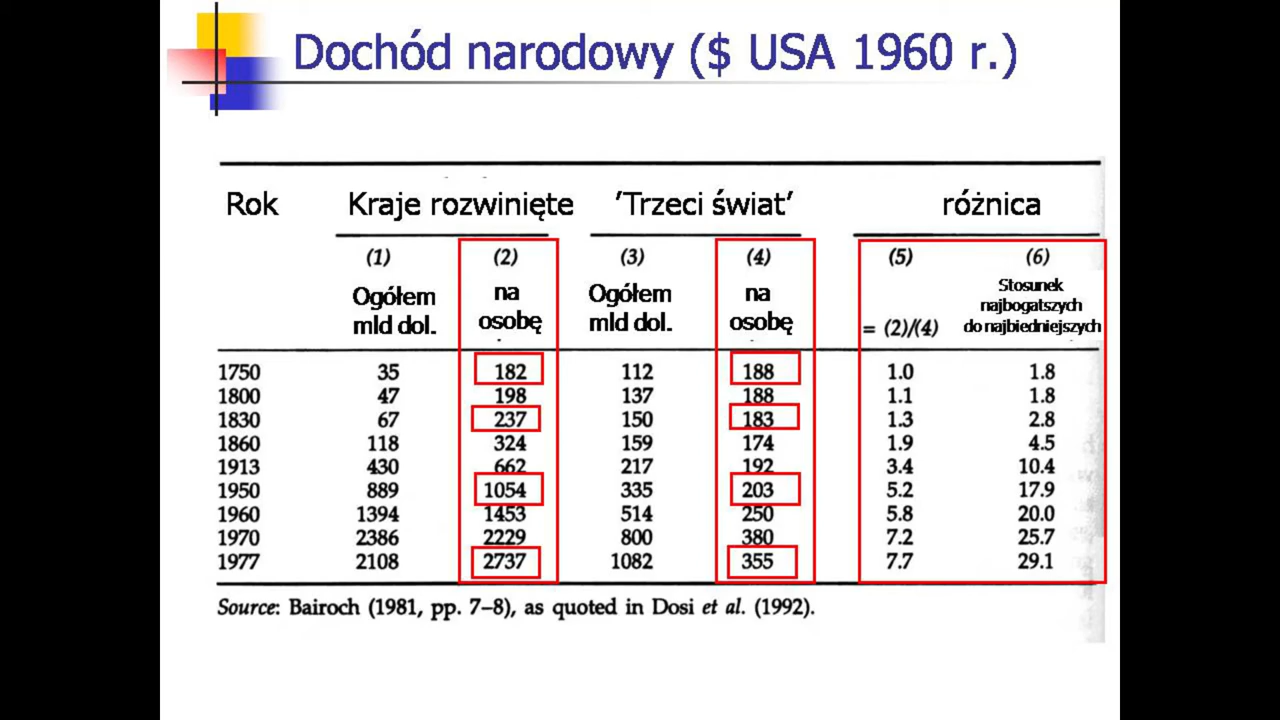 Dochód narodowy ($ USA 1960 r.)
Rok Kraje rozwinięte ’Trzeci świat’ różnica
(1) (2) (3) (4) (5) (6)
Ogółem mld dol. na osobę Ogółem mld dol. na osobę = (2)/(4) Stosunek najbogatszych do najbiedniejszych
1750 35 182 112 188 1.0 1.8
1800 47 198 137 188 1.1 1.8
1830 67 237 150 183 1.3 2.8
1860 118 324 159 174 1.9 4.5
1913 430 662 217 192 3.4 10.4
1950 889 1054 335 203 5.2 17.9
1960 1394 1453 514 250 5.8 20.0
1970 2386 2229 800 380 7.2 25.7
1977 2108 2737 1082 355 7.7 29.1
Source: Bairoch (1981, pp. 7–8), as quoted in Dosi et al. (1992).